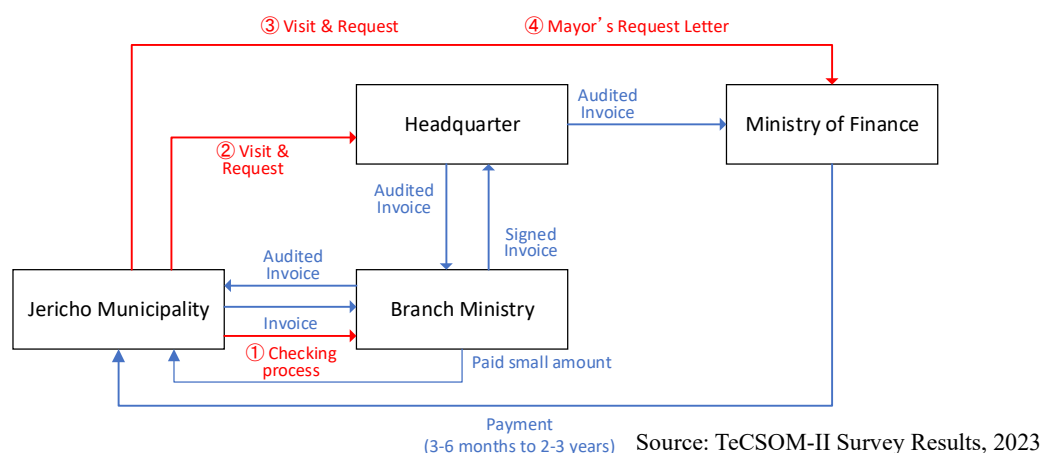 ③ Visit & Request
④ Mayor’s Request Letter
Headquarter
Audited
Invoice
Ministry of Finance
② Visit &
Request
Audited
Invoice
Signed
Invoice
Audited
Invoice
Jericho Municipality
Branch Ministry
Invoice
① Checking
process
Paid small amount
Payment
(3-6 months to 2-3 years)
Source: TeCSOM-II Survey Results, 2023